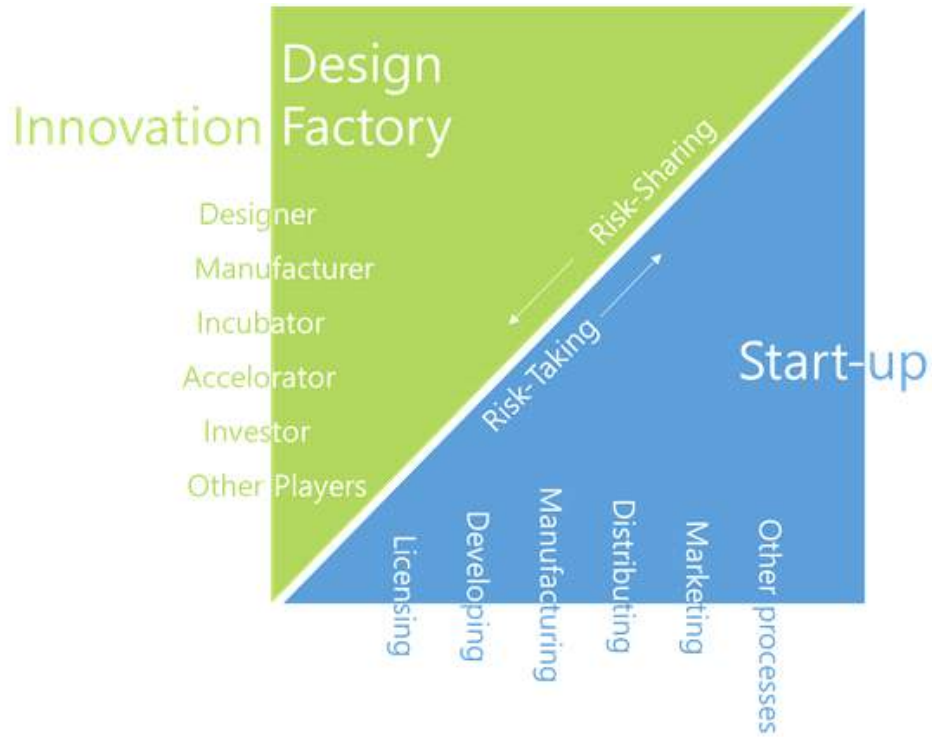 Design
Innovation Factory
Designer
Manufacturer
Incubator
Accelorator
Investor
Other Players
Risk-Sharing
Risk-Taking
Start-up
Licensing
Developing
Manufacturing
Distributing
Marketing
Other processes